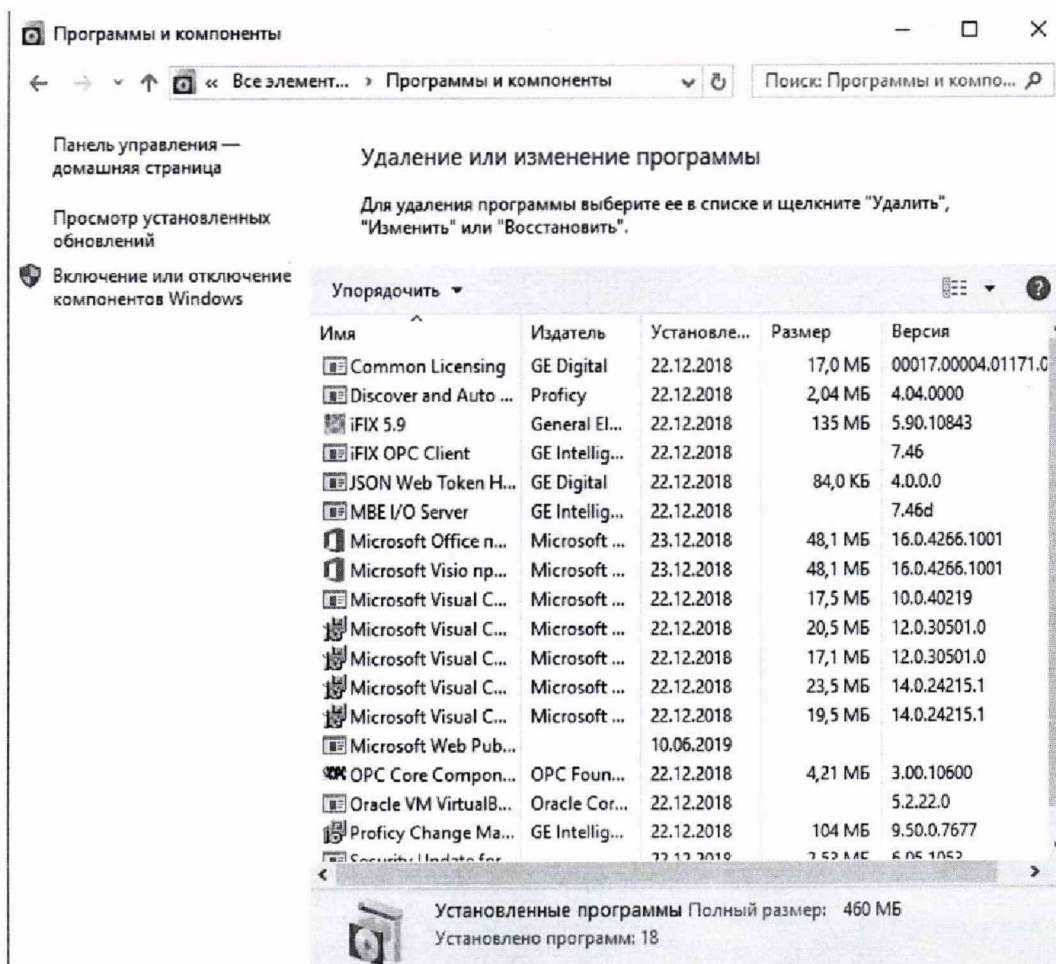 Программы и компоненты
« Все элемент... › Программы и компоненты
Поиск: Программы и компо...
Панель управления —
домашняя страница
Просмотр установленных
обновлений
Включение или отключение
компонентов Windows
Удаление или изменение программы
Для удаления программы выберите ее в списке и щелкните "Удалить",
"Изменить" или "Восстановить".
Упорядочить
Имя Издатель Установле... Размер Версия
Common Licensing GE Digital 22.12.2018 17,0 МБ 00017.00004.01171.0
Discover and Auto ... Proficy 22.12.2018 2,04 МБ 4.04.0000
iFIX 5.9 General El... 22.12.2018 135 МБ 5.90.10843
iFIX OPC Client GE Intellig... 22.12.2018 7.46
JSON Web Token H... GE Digital 22.12.2018 84,0 КБ 4.0.0.0
MBE I/O Server GE Intellig... 22.12.2018 7.46d
Microsoft Office п... Microsoft ... 23.12.2018 48,1 МБ 16.0.4266.1001
Microsoft Visio пр... Microsoft ... 23.12.2018 48,1 МБ 16.0.4266.1001
Microsoft Visual C... Microsoft ... 22.12.2018 17,5 МБ 10.0.40219
Microsoft Visual C... Microsoft ... 22.12.2018 20,5 МБ 12.0.30501.0
Microsoft Visual C... Microsoft ... 22.12.2018 17,1 МБ 12.0.30501.0
Microsoft Visual C... Microsoft ... 22.12.2018 23,5 МБ 14.0.24215.1
Microsoft Visual C... Microsoft ... 22.12.2018 19,5 МБ 14.0.24215.1
Microsoft Web Pub... 10.06.2019
OPC Core Compon... OPC Foun... 22.12.2018 4,21 МБ 3.00.10600
Oracle VM VirtualB... Oracle Cor... 22.12.2018 5.2.22.0
Proficy Change Ma... GE Intellig... 22.12.2018 104 МБ 9.50.0.7677
Security Update for 22.12.2018 2,53 МБ 6.05.1053
Установленные программы Полный размер: 460 МБ
Установлено программ: 18